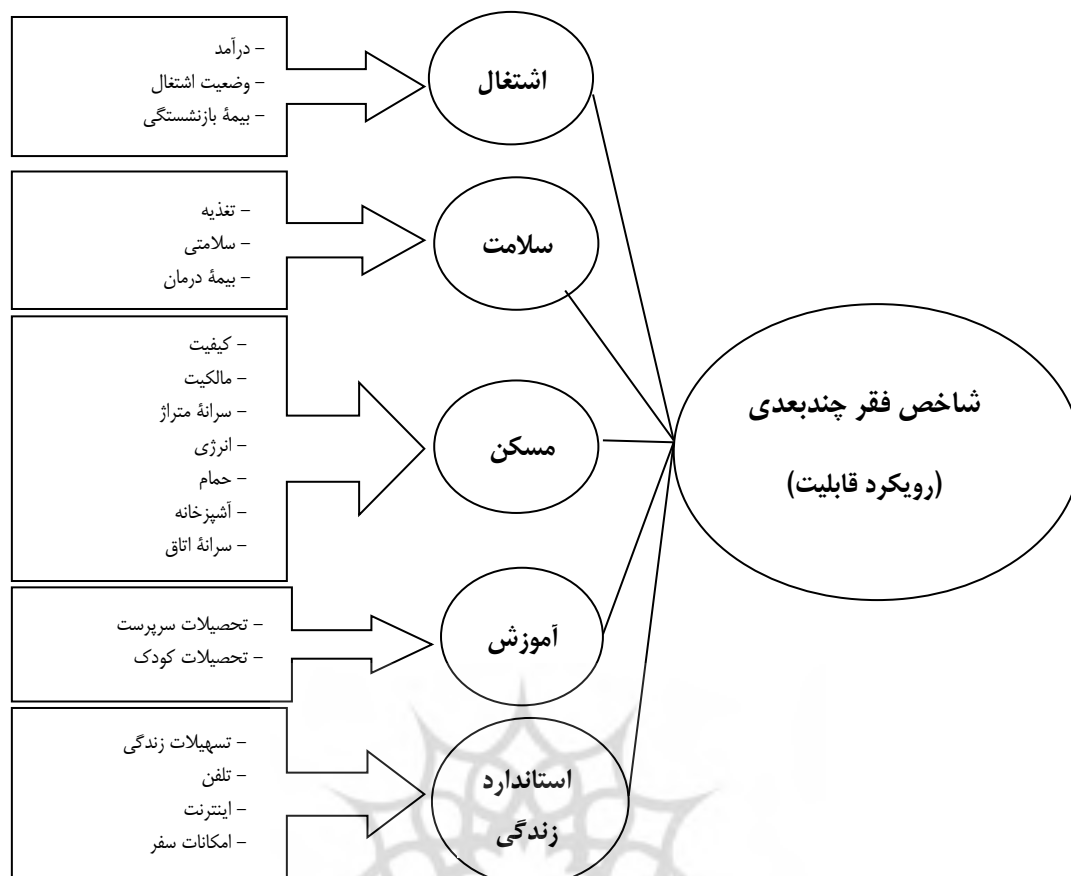 شاخص فقر چندبعدی
(رویکرد قابلیت)
اشتغال
- درآمد
- وضعیت اشتغال
- بیمهٔ بازنشستگی
سلامت
- تغذیه
- سلامتی
- بیمهٔ درمان
مسکن
- کیفیت
- مالکیت
- سرانهٔ متراژ
- انرژی
- حمام
- آشپزخانه
- سرانهٔ اتاق
آموزش
- تحصیلات سرپرست
- تحصیلات کودک
استاندارد
زندگی
- تسهیلات زندگی
- تلفن
- اینترنت
- امکانات سفر